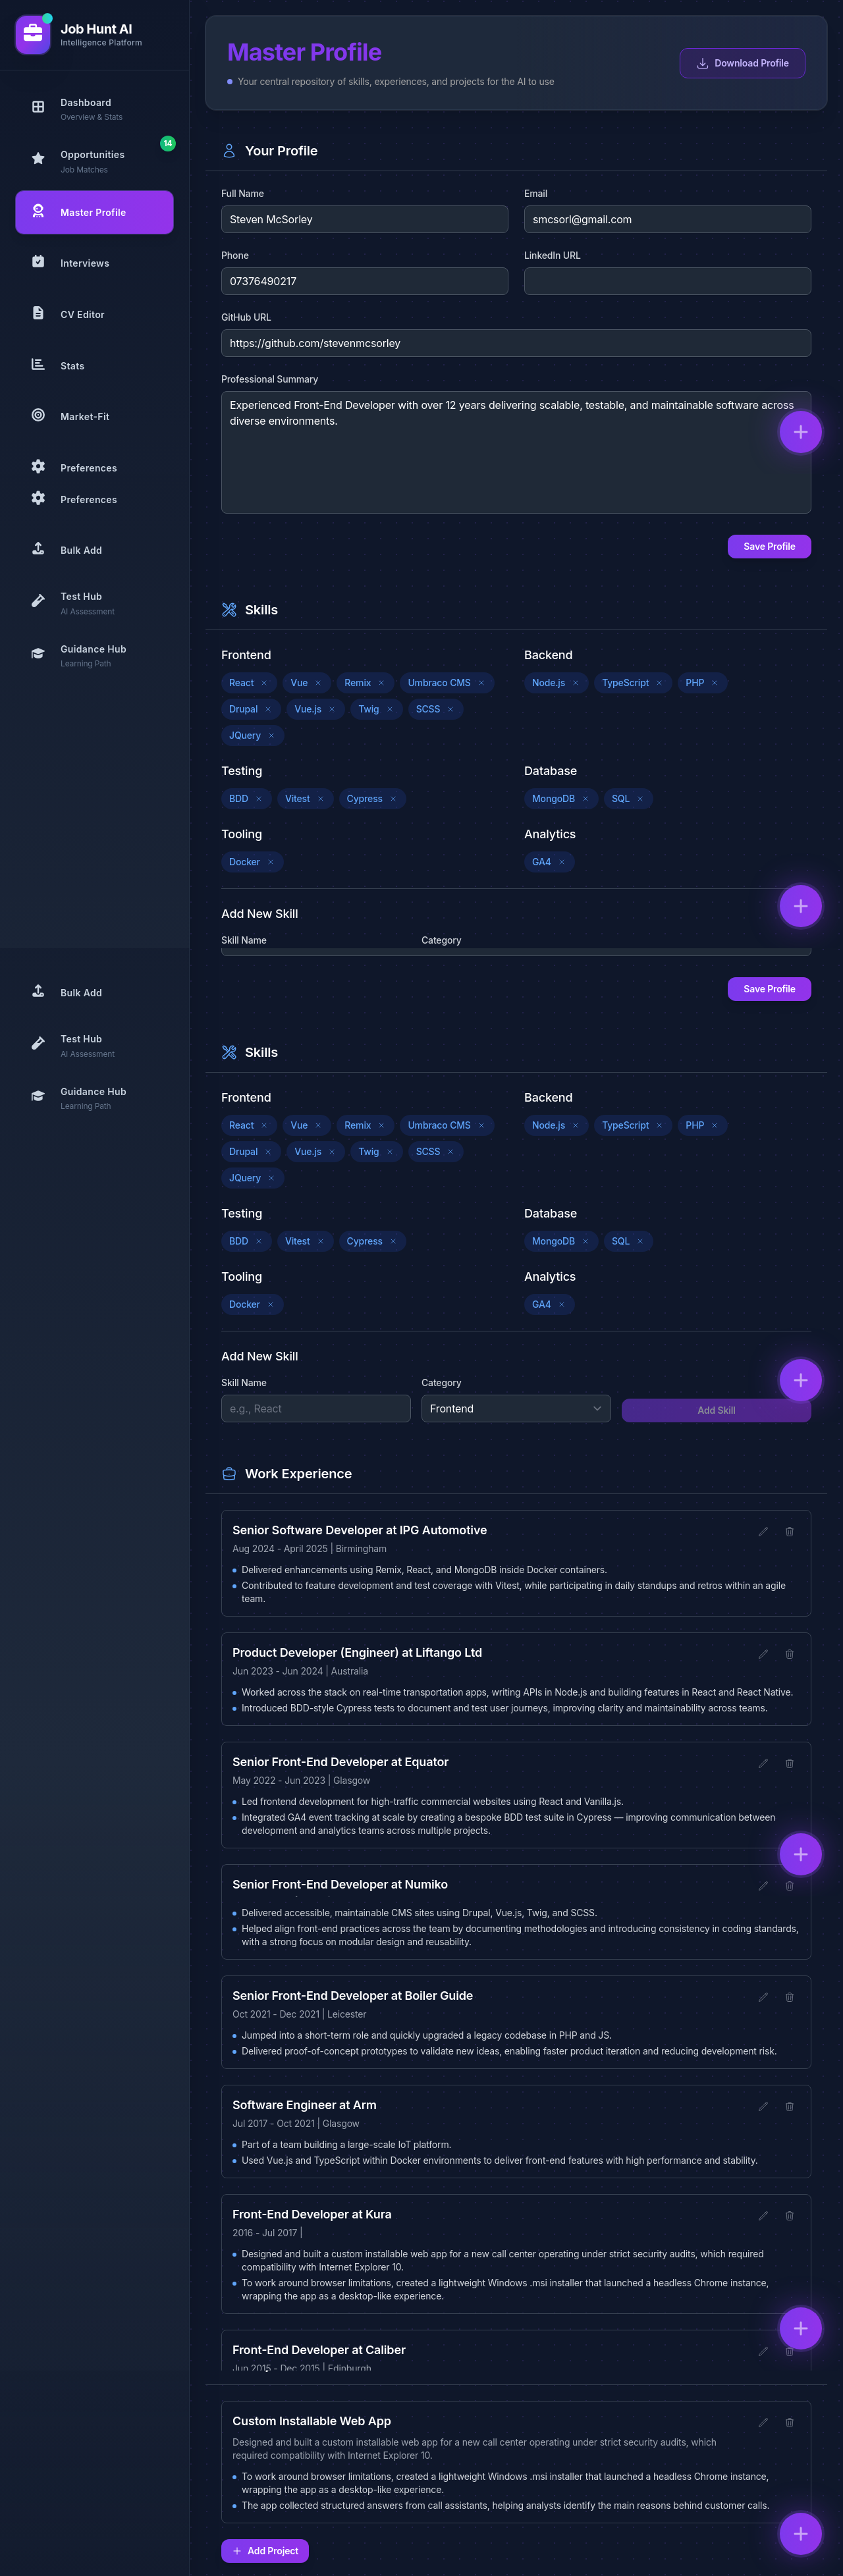 Job Hunt AI
Intelligence Platform
Dashboard
Overview & Stats
Opportunities
14
Job Matches
Master Profile
Interviews
CV Editor
Stats
Market-Fit
Preferences
Preferences
Bulk Add
Test Hub
AI Assessment
Guidance Hub
Learning Path
Bulk Add
Test Hub
AI Assessment
Guidance Hub
Learning Path
Master Profile
Your central repository of skills, experiences, and projects for the AI to use
Download Profile
Your Profile
Full Name
Email
Steven McSorley
smcsorl@gmail.com
Phone
LinkedIn URL
07376490217
GitHub URL
https://github.com/stevenmcsorley
Professional Summary
Experienced Front-End Developer with over 12 years delivering scalable, testable, and maintainable software across
diverse environments.
Save Profile
Skills
Frontend
React × Vue × Remix × Umbraco CMS ×
Drupal × Vue.js × Twig × SCSS ×
JQuery ×
Backend
Node.js × TypeScript × PHP ×
Testing
BDD × Vitest × Cypress ×
Database
MongoDB × SQL ×
Tooling
Docker ×
Analytics
GA4 ×
Add New Skill
Skill Name
Category
Save Profile
Skills
Frontend
React × Vue × Remix × Umbraco CMS ×
Drupal × Vue.js × Twig × SCSS ×
JQuery ×
Backend
Node.js × TypeScript × PHP ×
Testing
BDD × Vitest × Cypress ×
Database
MongoDB × SQL ×
Tooling
Docker ×
Analytics
GA4 ×
Add New Skill
Skill Name
Category
e.g., React
Frontend
Add Skill
Work Experience
Senior Software Developer at IPG Automotive
Aug 2024 - April 2025 | Birmingham
Delivered enhancements using Remix, React, and MongoDB inside Docker containers.
Contributed to feature development and test coverage with Vitest, while participating in daily standups and retros within an agile
team.
Product Developer (Engineer) at Liftango Ltd
Jun 2023 - Jun 2024 | Australia
Worked across the stack on real-time transportation apps, writing APIs in Node.js and building features in React and React Native.
Introduced BDD-style Cypress tests to document and test user journeys, improving clarity and maintainability across teams.
Senior Front-End Developer at Equator
May 2022 - Jun 2023 | Glasgow
Led frontend development for high-traffic commercial websites using React and Vanilla.js.
Integrated GA4 event tracking at scale by creating a bespoke BDD test suite in Cypress — improving communication between
development and analytics teams across multiple projects.
Senior Front-End Developer at Numiko
Delivered accessible, maintainable CMS sites using Drupal, Vue.js, Twig, and SCSS.
Helped align front-end practices across the team by documenting methodologies and introducing consistency in coding standards,
with a strong focus on modular design and reusability.
Senior Front-End Developer at Boiler Guide
Oct 2021 - Dec 2021 | Leicester
Jumped into a short-term role and quickly upgraded a legacy codebase in PHP and JS.
Delivered proof-of-concept prototypes to validate new ideas, enabling faster product iteration and reducing development risk.
Software Engineer at Arm
Jul 2017 - Oct 2021 | Glasgow
Part of a team building a large-scale IoT platform.
Used Vue.js and TypeScript within Docker environments to deliver front-end features with high performance and stability.
Front-End Developer at Kura
2016 - Jul 2017 |
Designed and built a custom installable web app for a new call center operating under strict security audits, which required
compatibility with Internet Explorer 10.
To work around browser limitations, created a lightweight Windows .msi installer that launched a headless Chrome instance,
wrapping the app as a desktop-like experience.
Front-End Developer at Caliber
Jun 2015 - Dec 2015 | Edinburgh
Custom Installable Web App
Designed and built a custom installable web app for a new call center operating under strict security audits, which
required compatibility with Internet Explorer 10.
To work around browser limitations, created a lightweight Windows .msi installer that launched a headless Chrome instance,
wrapping the app as a desktop-like experience.
The app collected structured answers from call assistants, helping analysts identify the main reasons behind customer calls.
Add Project